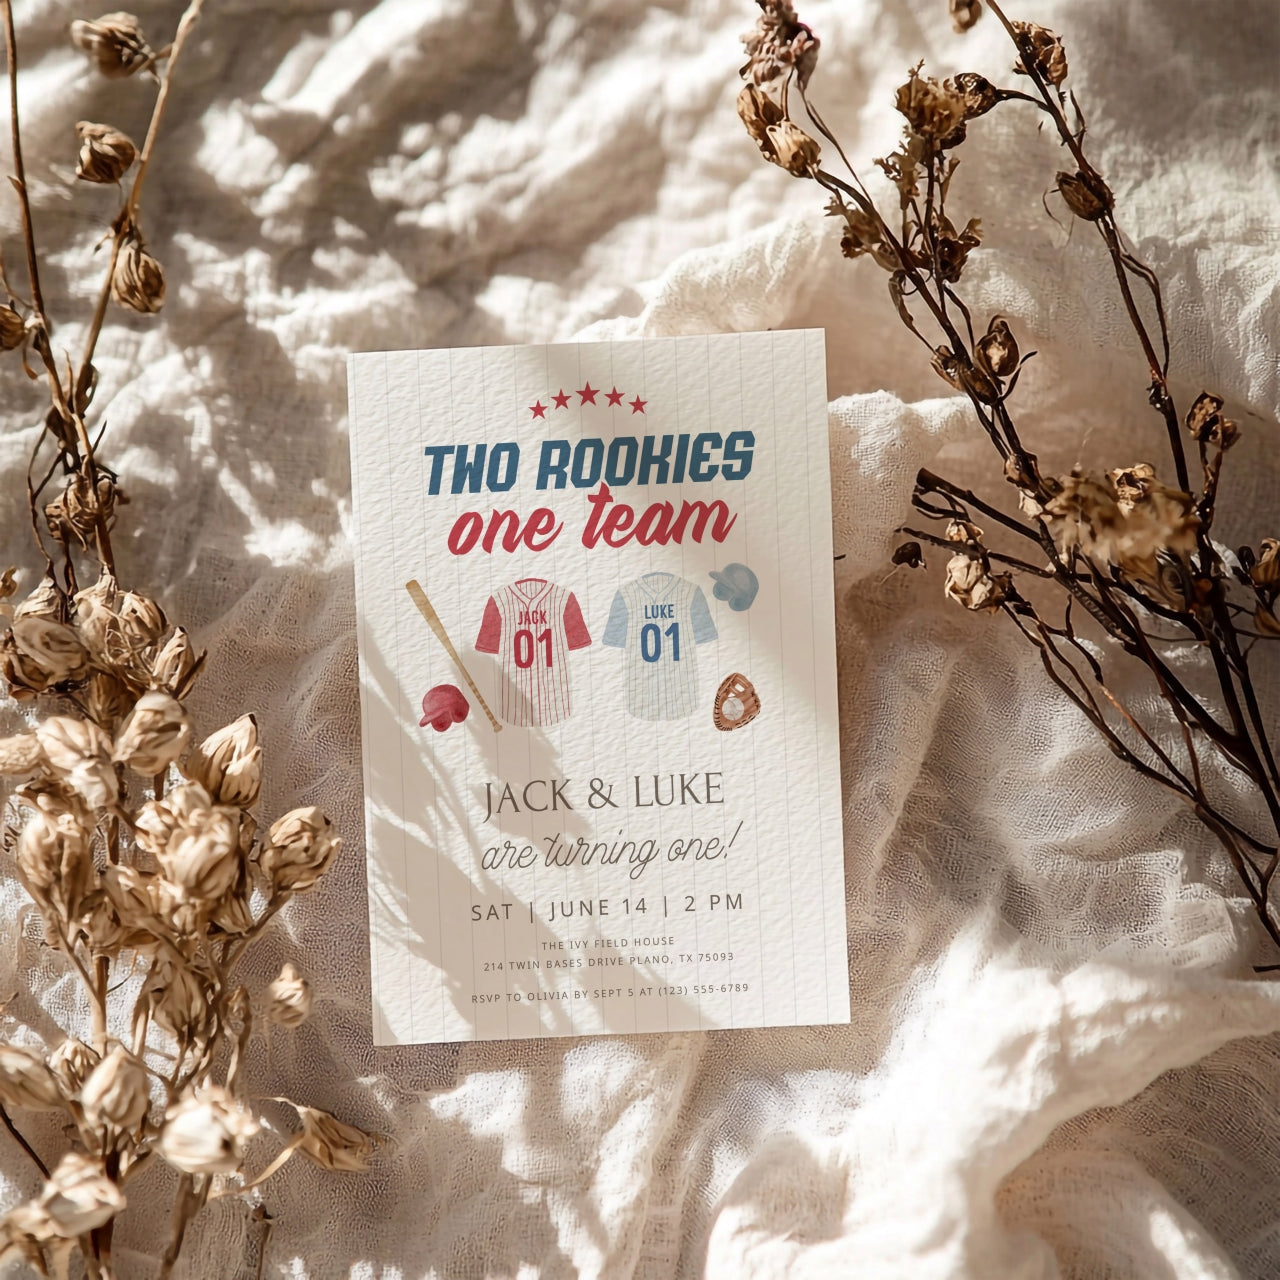 TWO ROOKIES
one team
JACK
01
LUKE
01
JACK & LUKE
are turning one!
SAT | JUNE 14 | 2 PM
THE IVY FIELD HOUSE
214 TWIN BASES DRIVE PLANO, TX 75093
RSVP TO OLIVIA BY SEPT 5 AT (123) 555-6789